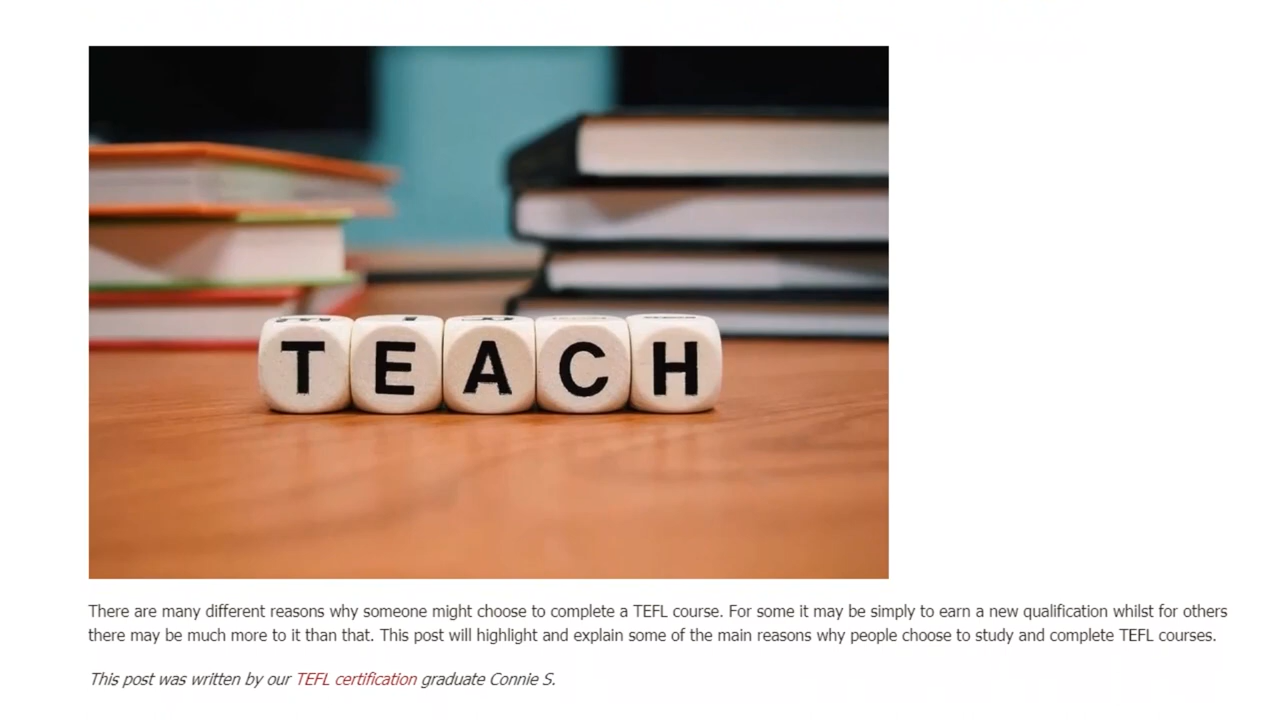 TEACH
There are many different reasons why someone might choose to complete a TEFL course. For some it may be simply to earn a new qualification whilst for others
there may be much more to it than that. This post will highlight and explain some of the main reasons why people choose to study and complete TEFL courses.
This post was written by our TEFL certification graduate Connie S.